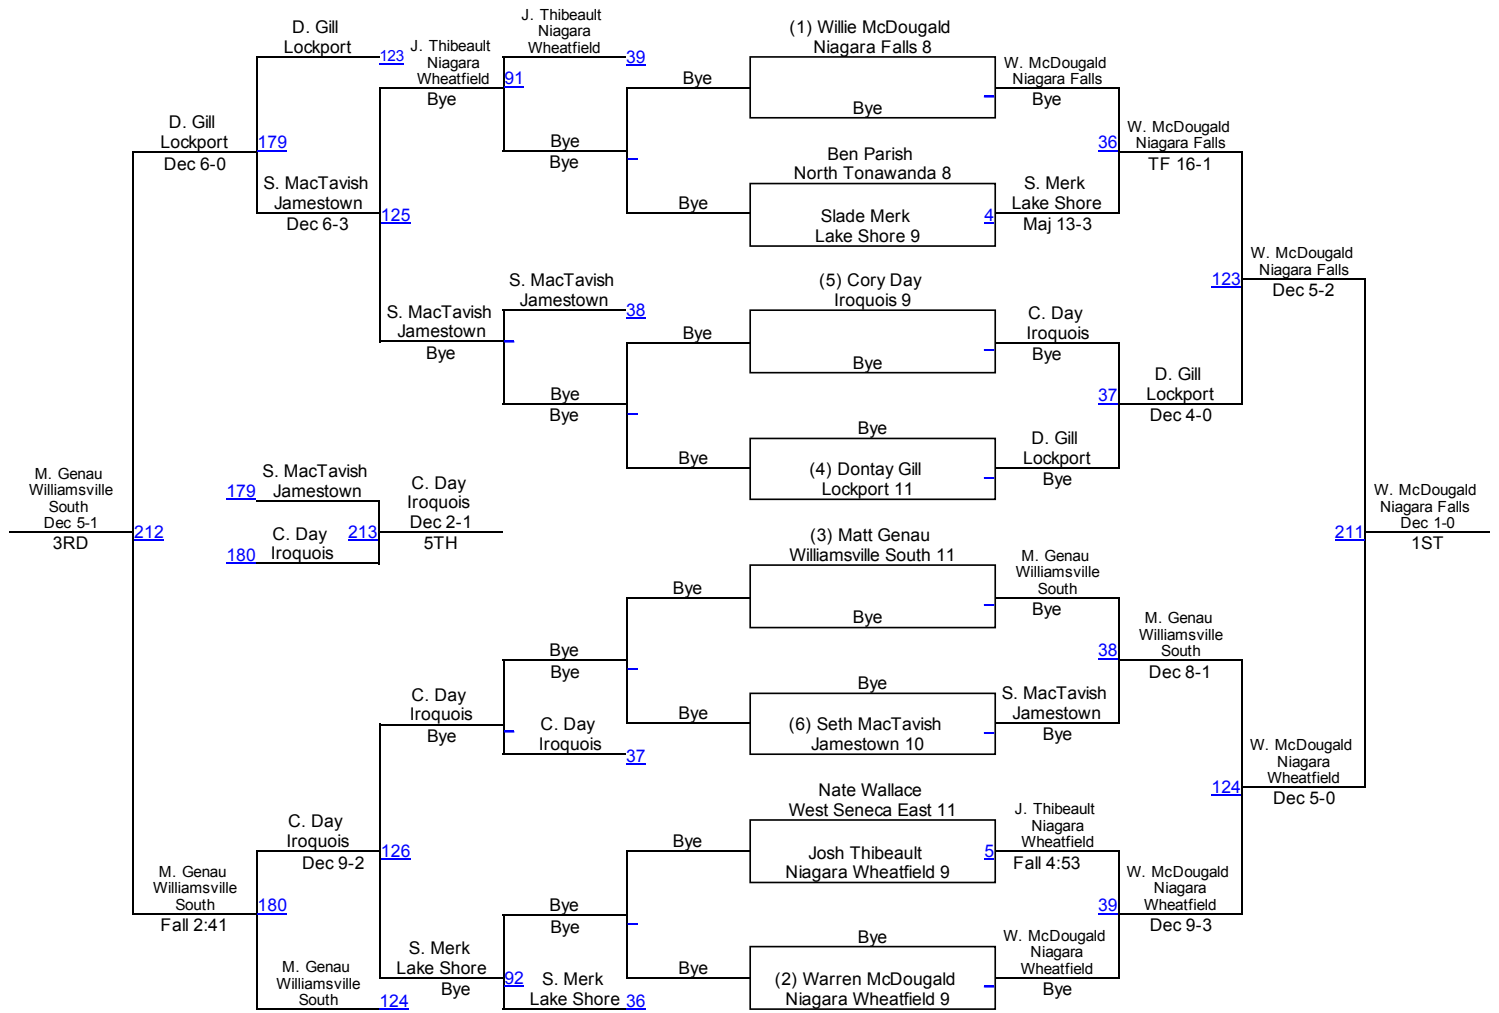 D. Gill
Lockport
123
J. Thibeault
Niagara
Wheatfield
Bye
J. Thibeault
Niagara
Wheatfield
39
91
Bye
Bye
Bye
Bye
(1) Willie McDougald
Niagara Falls 8
Bye
W. McDougald
Niagara Falls
Bye
Ben Parish
North Tonawanda 8
Slade Merk
Lake Shore 9
4
S. Merk
Lake Shore
Maj 13-3
36
W. McDougald
Niagara Falls
TF 16-1
D. Gill
Lockport
Dec 6-0
179
S. MacTavish
Jamestown
Dec 6-3
125
S. MacTavish
Jamestown
Bye
S. MacTavish
Jamestown
38
Bye
Bye
Bye
Bye
(5) Cory Day
Iroquois 9
Bye
C. Day
Iroquois
Bye
Bye
(4) Dontay Gill
Lockport 11
D. Gill
Lockport
Bye
37
D. Gill
Lockport
Dec 4-0
123
W. McDougald
Niagara Falls
Dec 5-2
M. Genau
Williamsville
South
Dec 5-1
3RD
212
179
S. MacTavish
Jamestown
180
C. Day
Iroquois
213
C. Day
Iroquois
Dec 2-1
5TH
211
W. McDougald
Niagara Falls
Dec 1-0
1ST
(3) Matt Genau
Williamsville South 11
Bye
M. Genau
Williamsville
South
Bye
Bye
Bye
Bye
Bye
Bye
(6) Seth MacTavish
Jamestown 10
S. MacTavish
Jamestown
Bye
38
M. Genau
Williamsville
South
Dec 8-1
C. Day
Iroquois
Bye
C. Day
Iroquois
37
124
W. McDougald
Niagara
Wheatfield
Dec 5-0
C. Day
Iroquois
Dec 9-2
126
Nate Wallace
West Seneca East 11
Josh Thibeault
Niagara Wheatfield 9
5
J. Thibeault
Niagara
Wheatfield
Fall 4:53
Bye
Bye
Bye
Bye
Bye
(2) Warren McDougald
Niagara Wheatfield 9
W. McDougald
Niagara
Wheatfield
Bye
39
W. McDougald
Niagara
Wheatfield
Dec 9-3
M. Genau
Williamsville
South
Fall 2:41
180
M. Genau
Williamsville
South
124
S. Merk
Lake Shore
Bye
92
S. Merk
Lake Shore
36